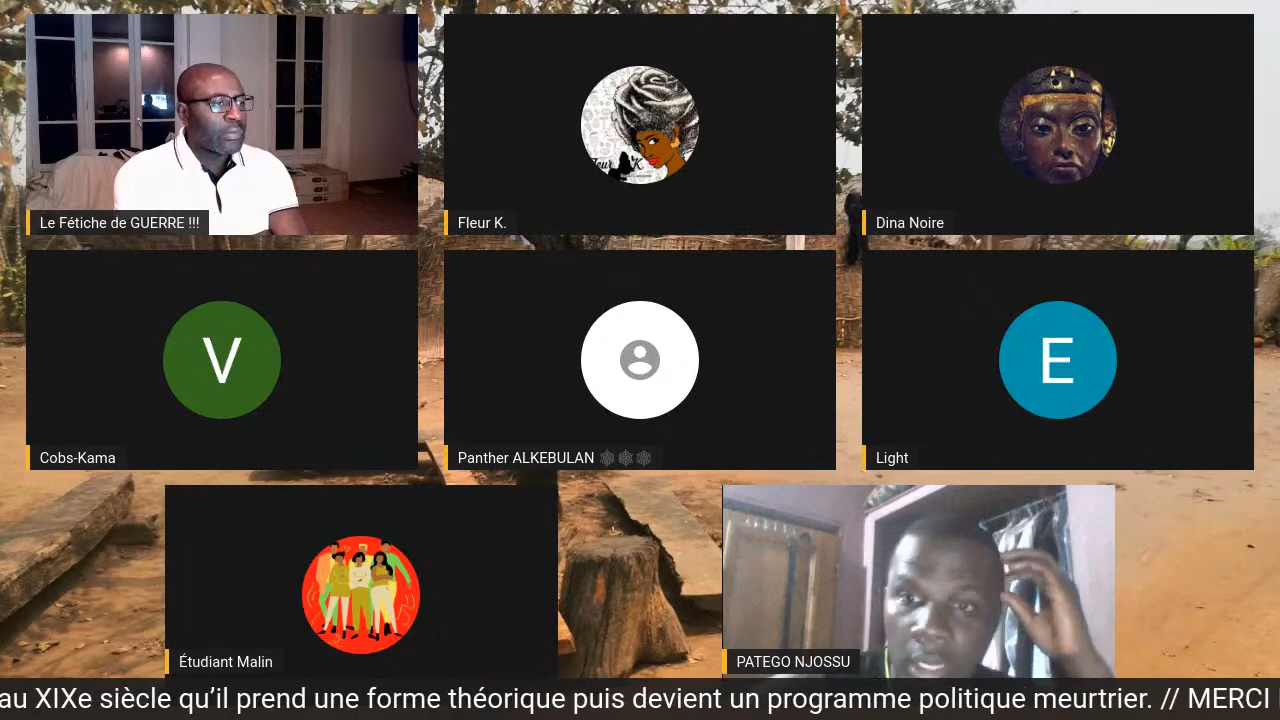 Le Fétiche de GUERRE !!!
Fleur K.
Dina Noire
V
Cobs-Kama
Panther ALKEBULAN 🕸🕸🕸
E
Light
Étudiant Malin
PATEGO NJOSSU
au XIXe siècle qu’il prend une forme théorique puis devient un programme politique meurtrier. // MERCI